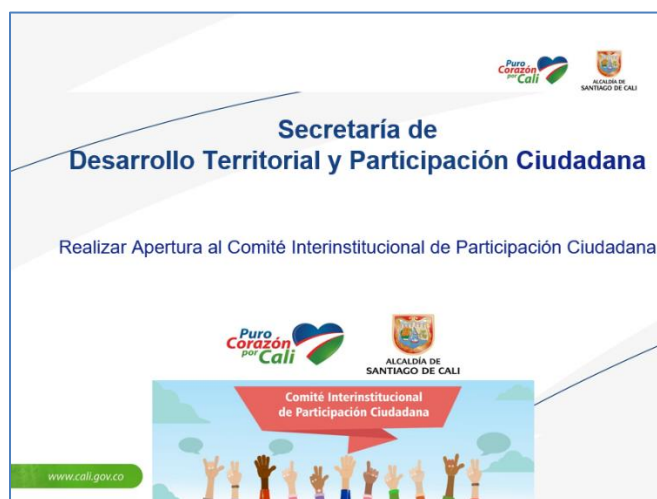 Puro
Corazón
por Cali
ALCALDÍA DE
SANTIAGO DE CALI
Secretaría de
Desarrollo Territorial y Participación Ciudadana
Realizar Apertura al Comité Interinstitucional de Participación Ciudadana
Puro
Corazón
por Cali
ALCALDÍA DE
SANTIAGO DE CALI
Comité Interinstitucional
de Participación Ciudadana
www.cali.gov.co